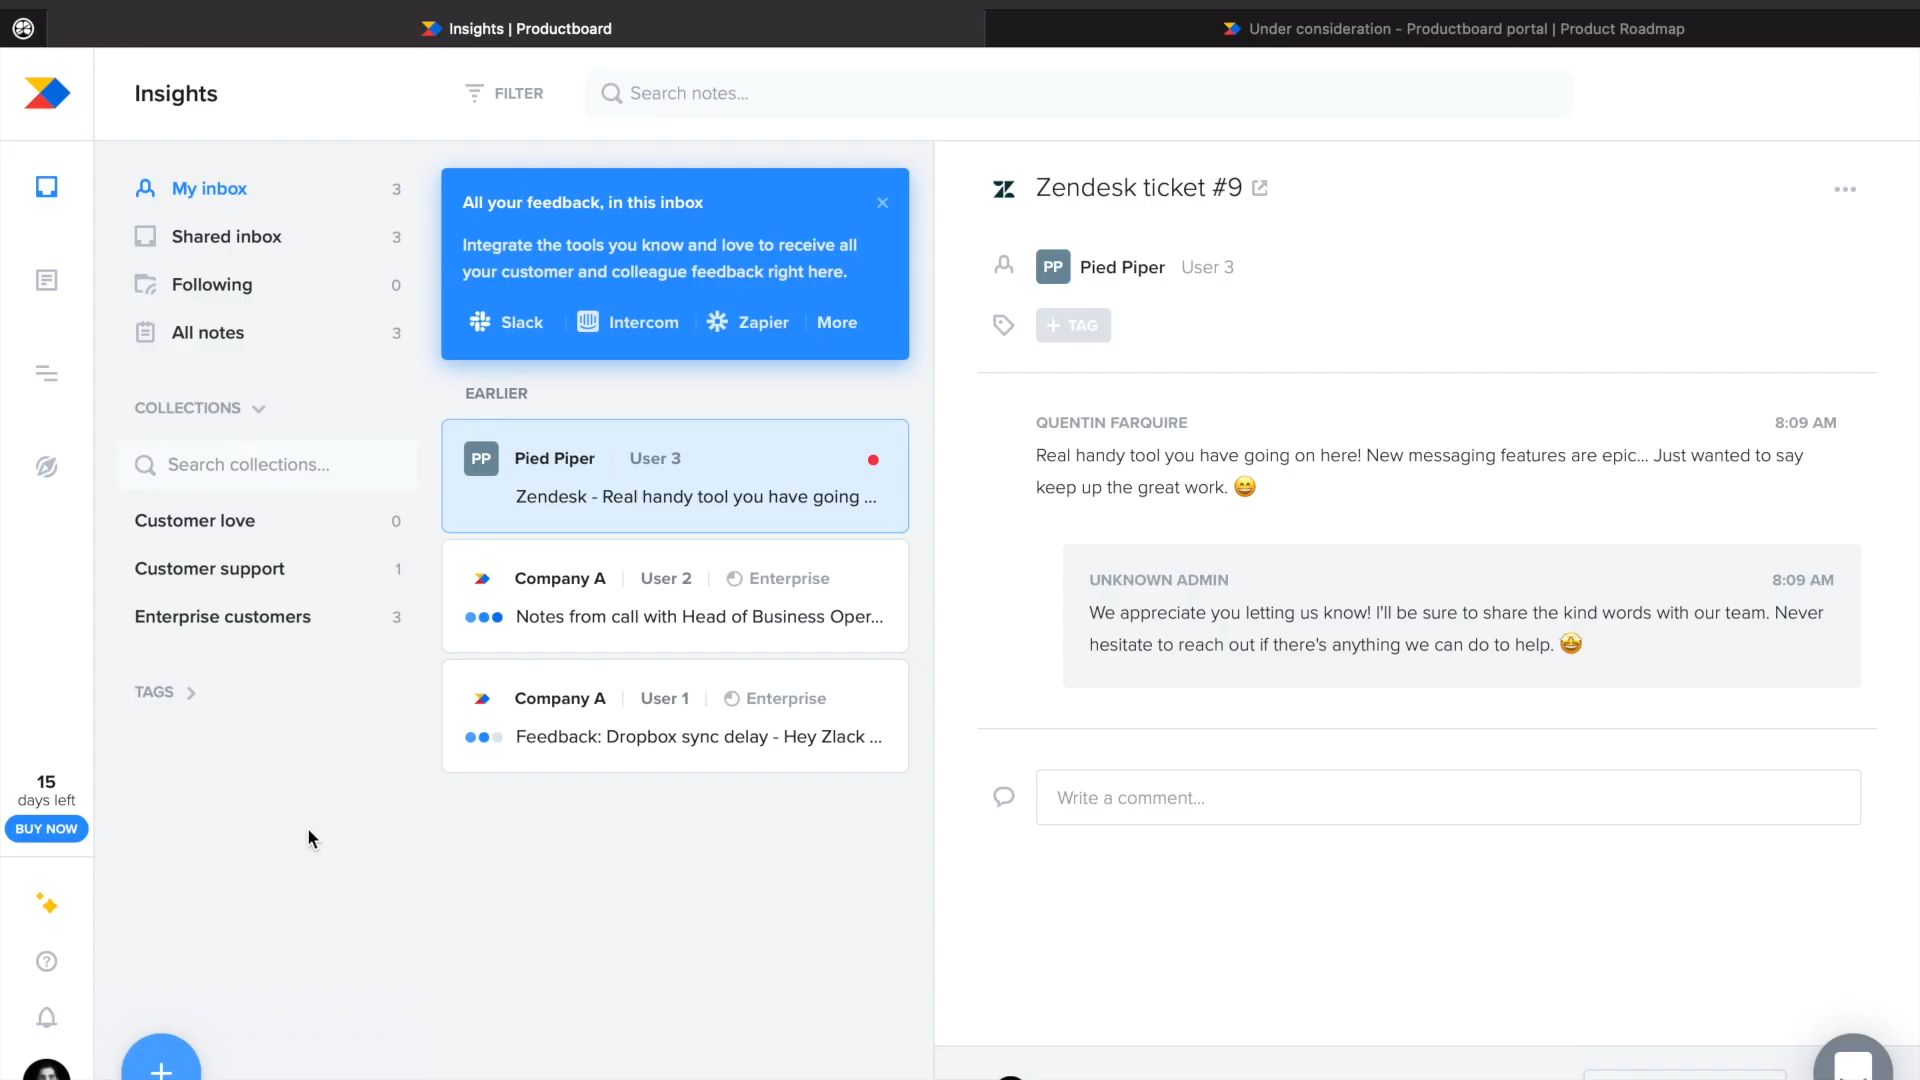 Insights | Productboard
Under consideration - Productboard portal | Product Roadmap
Insights
FILTER
Search notes...
My inbox 3
Shared inbox 3
Following 0
All notes 3
COLLECTIONS
Search collections...
Customer love 0
Customer support 1
Enterprise customers 3
TAGS
15
days left
BUY NOW
All your feedback, in this inbox
Integrate the tools you know and love to receive all
your customer and colleague feedback right here.
Slack Intercom Zapier More
EARLIER
PP Pied Piper User 3
Zendesk - Real handy tool you have going ...
Company A User 2 Enterprise
Notes from call with Head of Business Oper...
Company A User 1 Enterprise
Feedback: Dropbox sync delay - Hey Zlack ...
Zendesk ticket #9
PP Pied Piper User 3
+ TAG
QUENTIN FARQUIRE 8:09 AM
Real handy tool you have going on here! New messaging features are epic... Just wanted to say
keep up the great work. 😄
UNKNOWN ADMIN 8:09 AM
We appreciate you letting us know! I'll be sure to share the kind words with our team. Never
hesitate to reach out if there's anything we can do to help. 🤩
Write a comment...